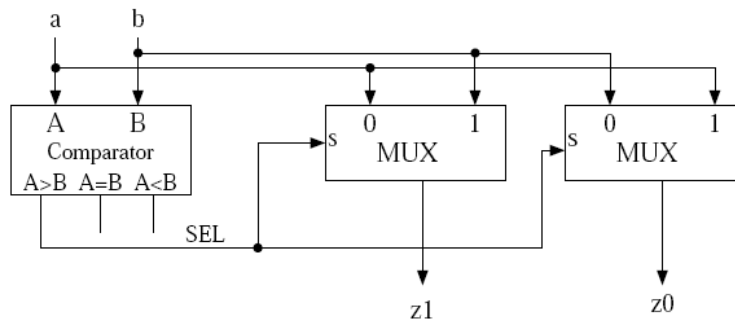 a b
A B
Comparator
A>B A=B A<B
SEL
0 1
s
MUX
z1
0 1
s
MUX
z0